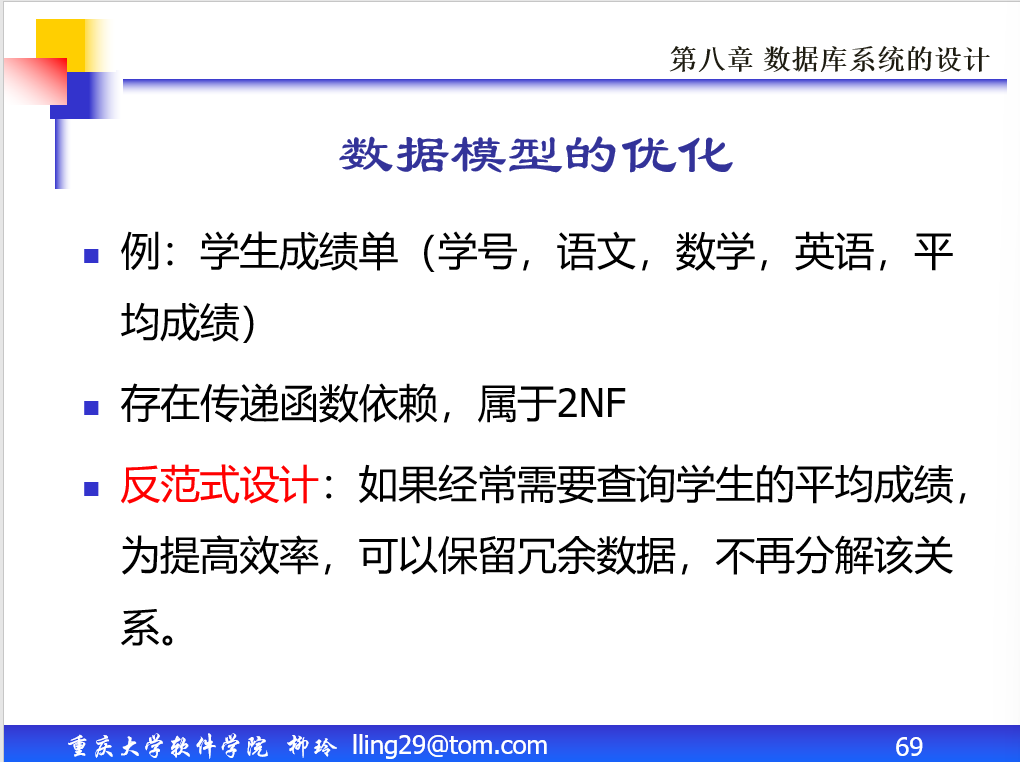 第八章 数据库系统的设计
数据模型的优化
例：学生成绩单（学号，语文，数学，英语，平
均成绩）
存在传递函数依赖，属于2NF
反范式设计：如果经常需要查询学生的平均成绩，
为提高效率，可以保留冗余数据，不再分解该关
系。
重庆大学软件学院 柳玲 lling29@tom.com
69